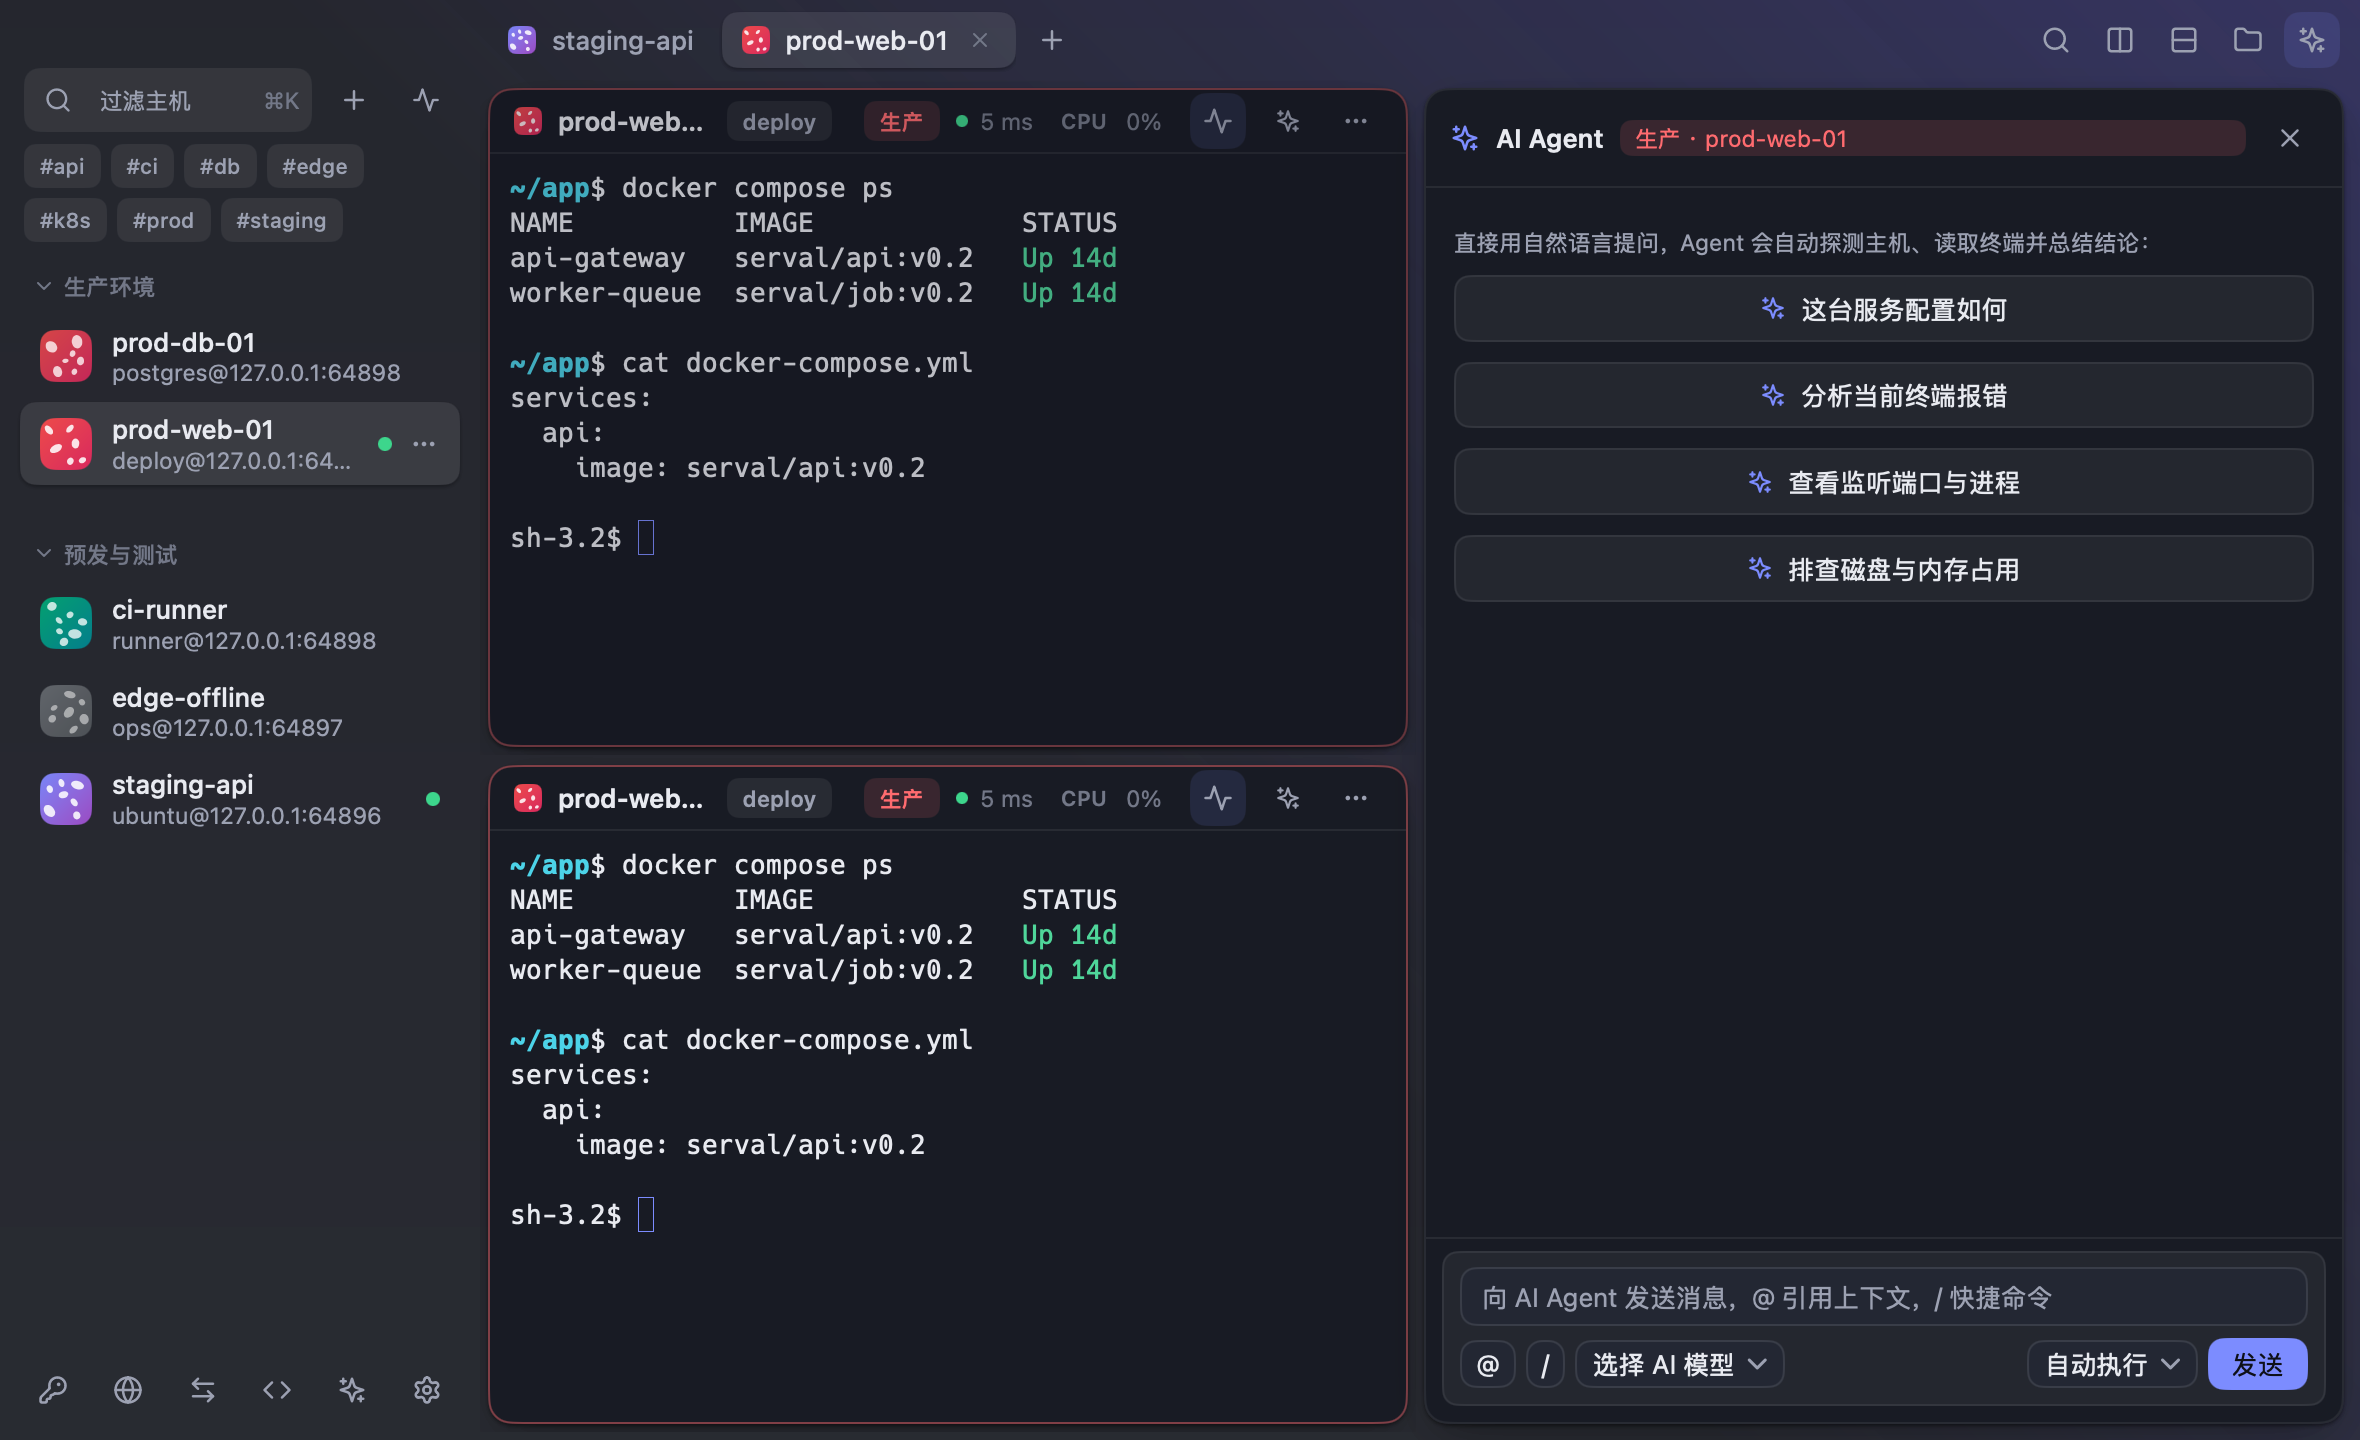 staging-api
prod-web-01
过滤主机 ⌘K
#api #ci #db #edge
#k8s #prod #staging
生产环境
prod-db-01
postgres@127.0.0.1:64898
prod-web-01
deploy@127.0.0.1:64...
预发与测试
ci-runner
runner@127.0.0.1:64898
edge-offline
ops@127.0.0.1:64897
staging-api
ubuntu@127.0.0.1:64896
prod-web... deploy 生产 5 ms CPU 0%
~/app$ docker compose ps
NAME IMAGE STATUS
api-gateway serval/api:v0.2 Up 14d
worker-queue serval/job:v0.2 Up 14d
~/app$ cat docker-compose.yml
services:
api:
image: serval/api:v0.2
sh-3.2$
prod-web... deploy 生产 5 ms CPU 0%
~/app$ docker compose ps
NAME IMAGE STATUS
api-gateway serval/api:v0.2 Up 14d
worker-queue serval/job:v0.2 Up 14d
~/app$ cat docker-compose.yml
services:
api:
image: serval/api:v0.2
sh-3.2$
AI Agent 生产 · prod-web-01
直接用自然语言提问，Agent 会自动探测主机、读取终端并总结结论：
这台服务配置如何
分析当前终端报错
查看监听端口与进程
排查磁盘与内存占用
向 AI Agent 发送消息，@ 引用上下文，/ 快捷命令
@ / 选择 AI 模型 自动执行 发送